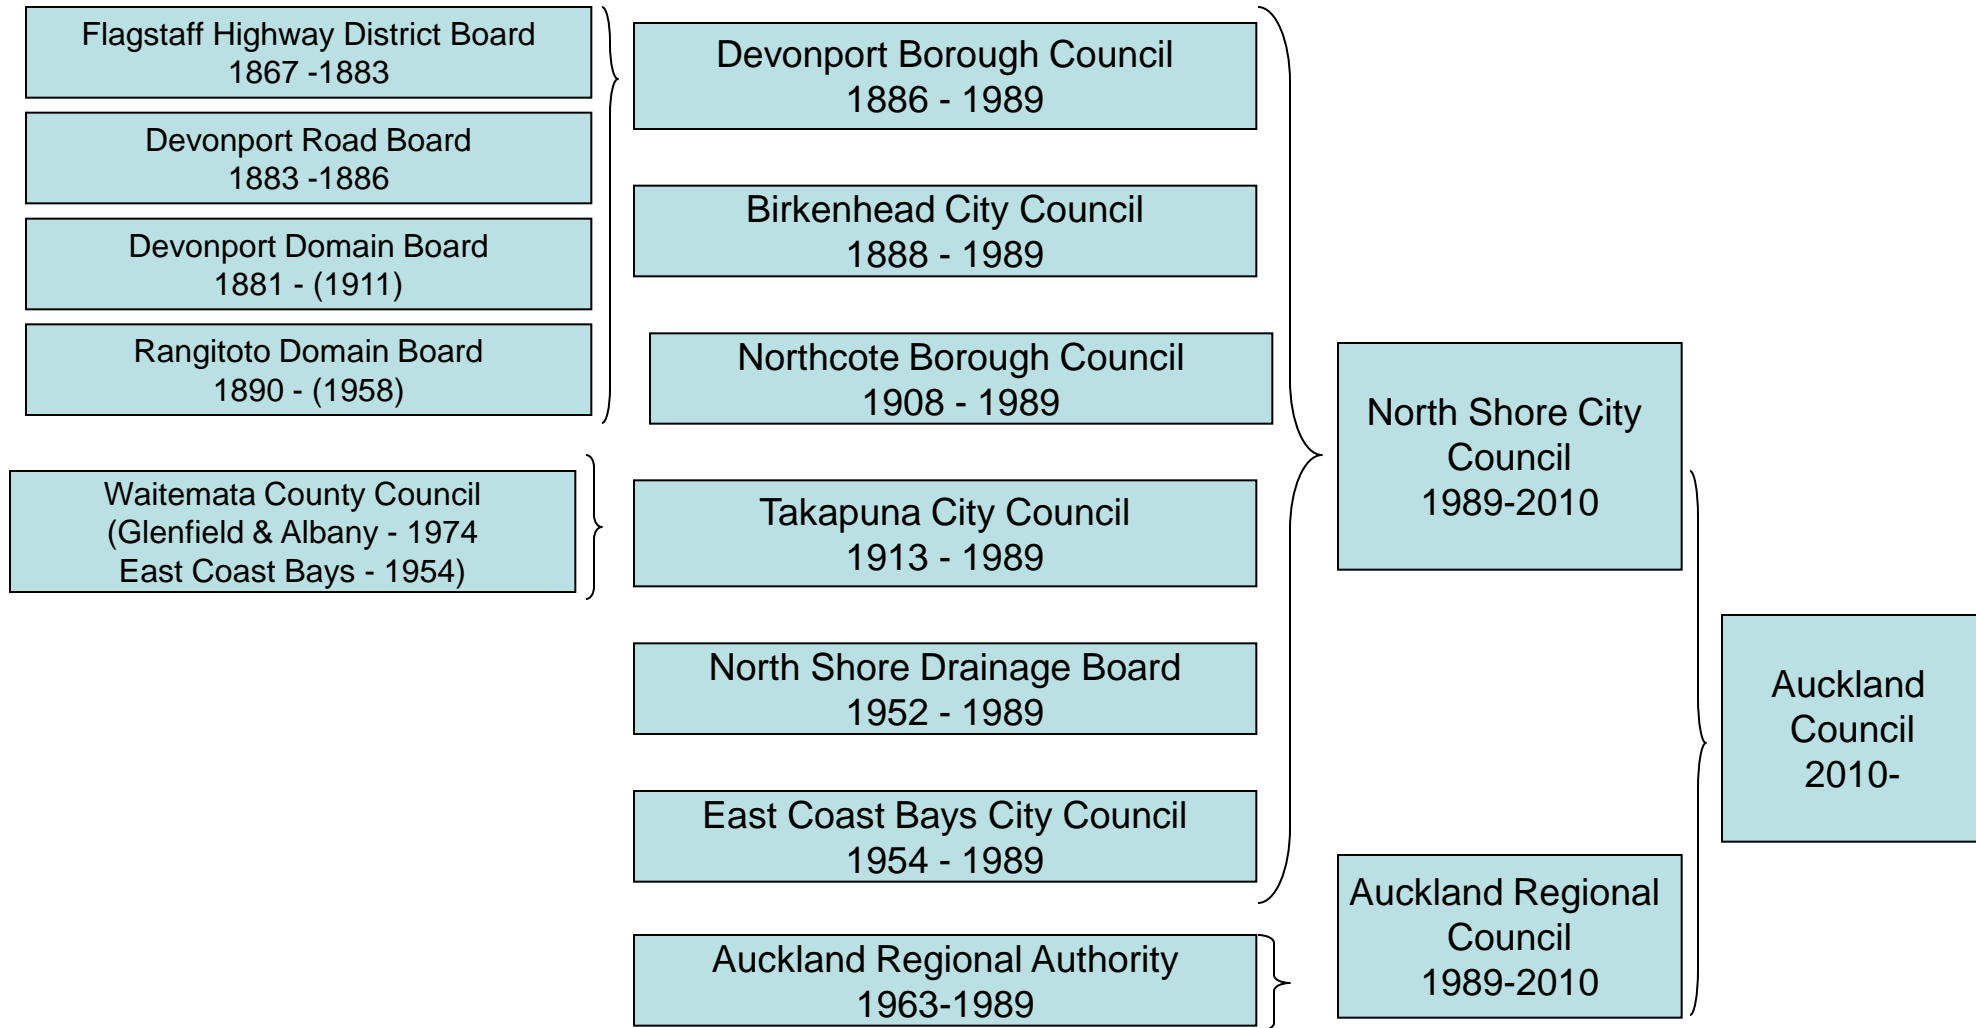 Flagstaff Highway District Board
1867 -1883
Devonport Road Board
1883 -1886
Devonport Domain Board
1881 - (1911)
Rangitoto Domain Board
1890 - (1958)
Waitemata County Council
(Glenfield & Albany - 1974
East Coast Bays - 1954)
Devonport Borough Council
1886 - 1989
Birkenhead City Council
1888 - 1989
Northcote Borough Council
1908 - 1989
Takapuna City Council
1913 - 1989
North Shore Drainage Board
1952 - 1989
East Coast Bays City Council
1954 - 1989
Auckland Regional Authority
1963-1989
North Shore City
Council
1989-2010
Auckland Regional
Council
1989-2010
Auckland
Council
2010-